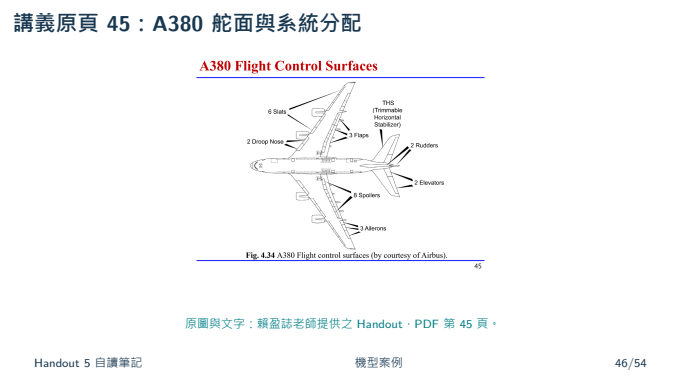 講義原頁 45：A380 舵面與系統分配
A380 Flight Control Surfaces
6 Slats
THS
(Trimmable
Horizontal
Stabilizer)
2 Droop Nose
3 Flaps
2 Rudders
2 Elevators
8 Spoilers
3 Ailerons
Fig. 4.34 A380 Flight control surfaces (by courtesy of Airbus).
45
原圖與文字：賴盈誌老師提供之 Handout，PDF 第 45 頁。
Handout 5 自讀筆記 機型案例 46/54